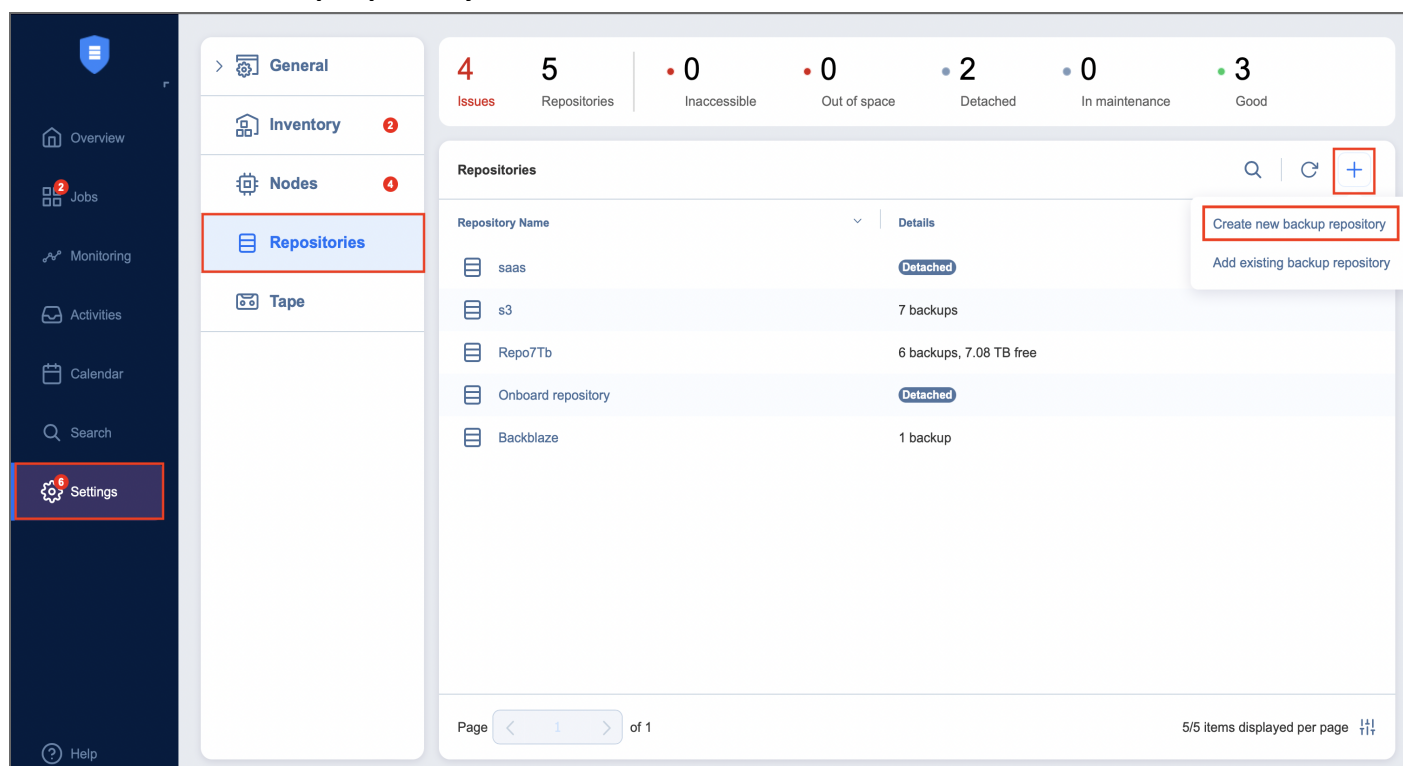 Overview
2
Jobs
Monitoring
Activities
Calendar
Search
6
Settings
Help
General
Inventory 2
Nodes 4
Repositories
Tape
4 5 0 0 2 0 3
Issues Repositories Inaccessible Out of space Detached In maintenance Good
Repositories
Create new backup repository
Add existing backup repository
Repository Name Details
saas Detached
s3 7 backups
Repo7Tb 6 backups, 7.08 TB free
Onboard repository Detached
Backblaze 1 backup
Page 1 of 1 5/5 items displayed per page